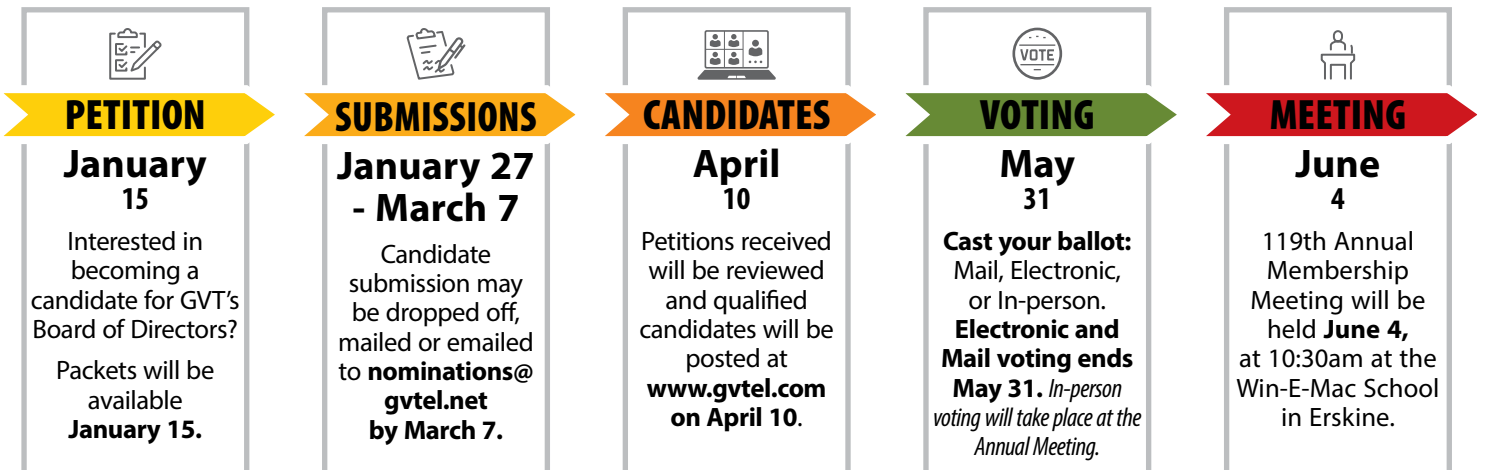 PETITION
January
15
Interested in
becoming a
candidate for GVT's
Board of Directors?
Packets will be
available
January 15.
SUBMISSIONS
January 27
- March 7
Candidate
submission may
be dropped off,
mailed or emailed
to nominations@
gvtel.net
by March 7.
CANDIDATES
April
10
Petitions received
will be reviewed
and qualified
candidates will be
posted at
www.gvtel.com
on April 10.
VOTE
VOTING
May
31
Cast your ballot:
Mail, Electronic,
or In-person.
Electronic and
Mail voting ends
May 31. In-person
voting will take place at the
Annual Meeting.
MEETING
June
4
119th Annual
Membership
Meeting will be
held June 4,
at 10:30am at the
Win-E-Mac School
in Erskine.